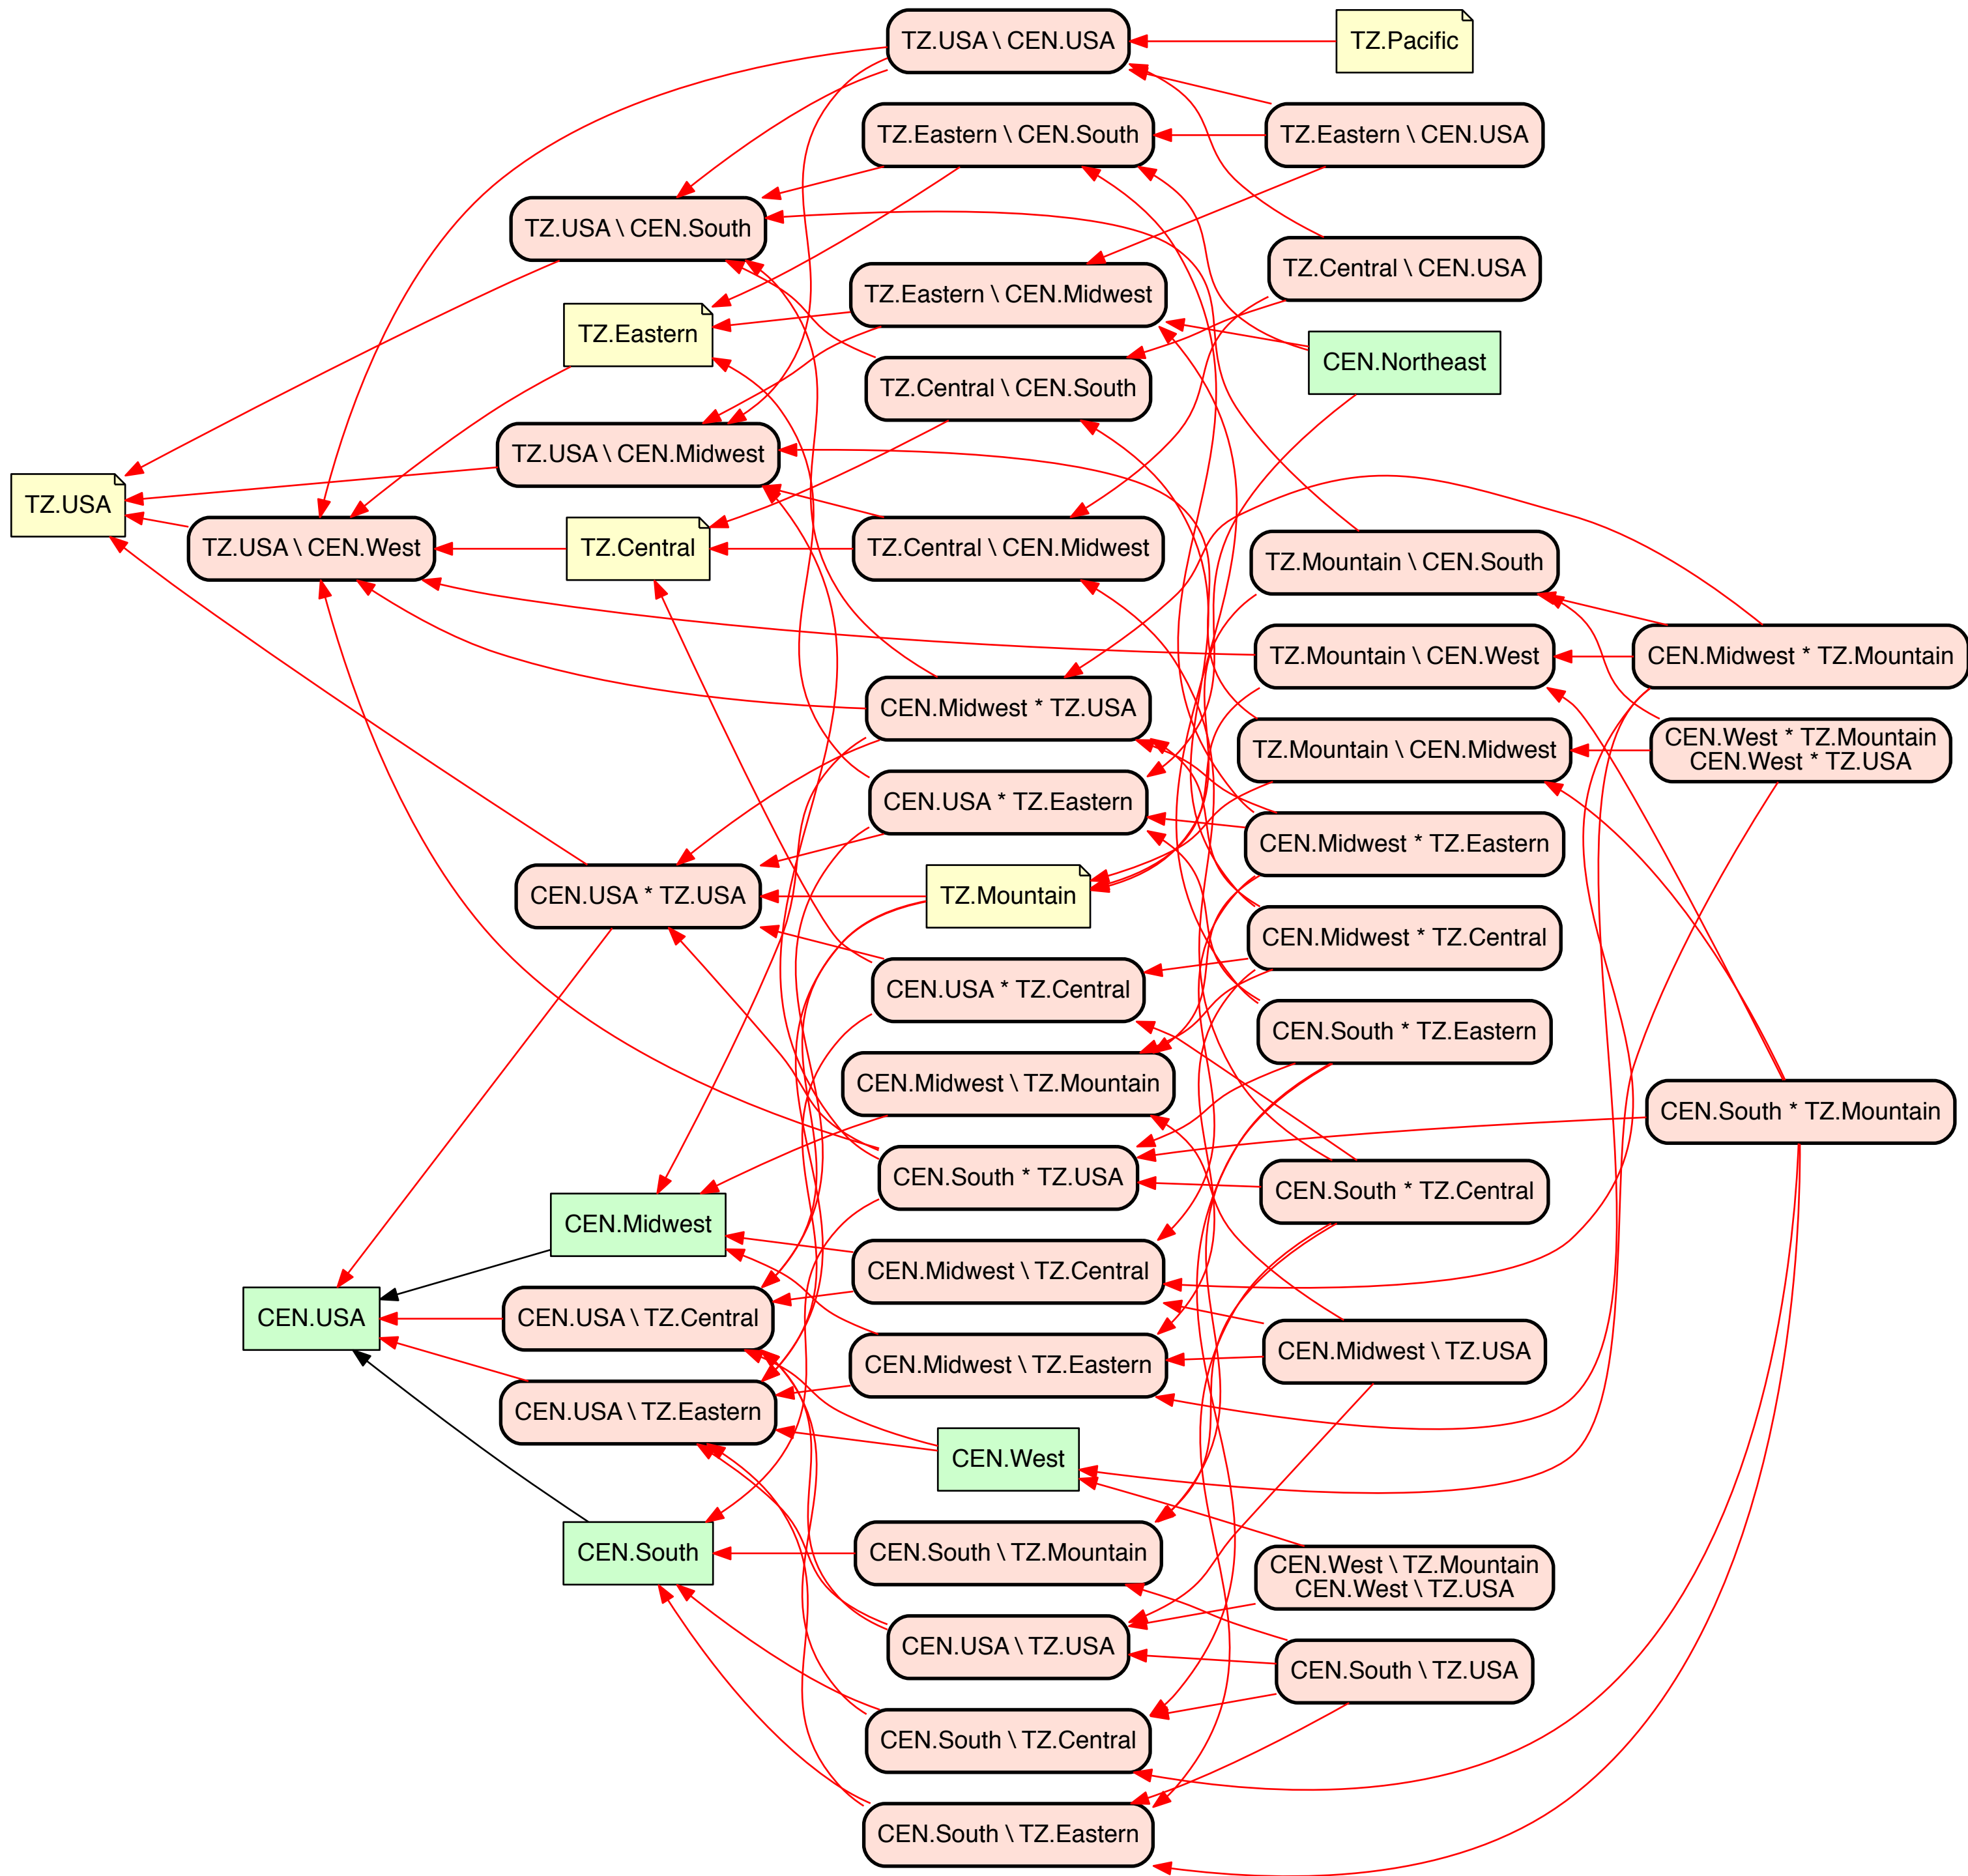 TZ.USA \ CEN.USA
TZ.Pacific
TZ.Eastern \ CEN.South
TZ.Eastern \ CEN.USA
TZ.USA \ CEN.South
TZ.Central \ CEN.USA
TZ.Eastern \ CEN.Midwest
TZ.Eastern
CEN.Northeast
TZ.Central \ CEN.South
TZ.USA \ CEN.Midwest
TZ.USA
TZ.USA \ CEN.West
TZ.Central
TZ.Central \ CEN.Midwest
TZ.Mountain \ CEN.South
TZ.Mountain \ CEN.West
CEN.Midwest * TZ.Mountain
CEN.Midwest * TZ.USA
TZ.Mountain \ CEN.Midwest
CEN.West * TZ.Mountain
CEN.West * TZ.USA
CEN.USA * TZ.Eastern
CEN.Midwest * TZ.Eastern
CEN.USA * TZ.USA
TZ.Mountain
CEN.Midwest * TZ.Central
CEN.USA * TZ.Central
CEN.South * TZ.Eastern
CEN.Midwest \ TZ.Mountain
CEN.South * TZ.Mountain
CEN.South * TZ.USA
CEN.South * TZ.Central
CEN.Midwest
CEN.Midwest \ TZ.Central
CEN.USA
CEN.USA \ TZ.Central
CEN.Midwest \ TZ.USA
CEN.Midwest \ TZ.Eastern
CEN.USA \ TZ.Eastern
CEN.West
CEN.South
CEN.South \ TZ.Mountain
CEN.West \ TZ.Mountain
CEN.West \ TZ.USA
CEN.USA \ TZ.USA
CEN.South \ TZ.USA
CEN.South \ TZ.Central
CEN.South \ TZ.Eastern